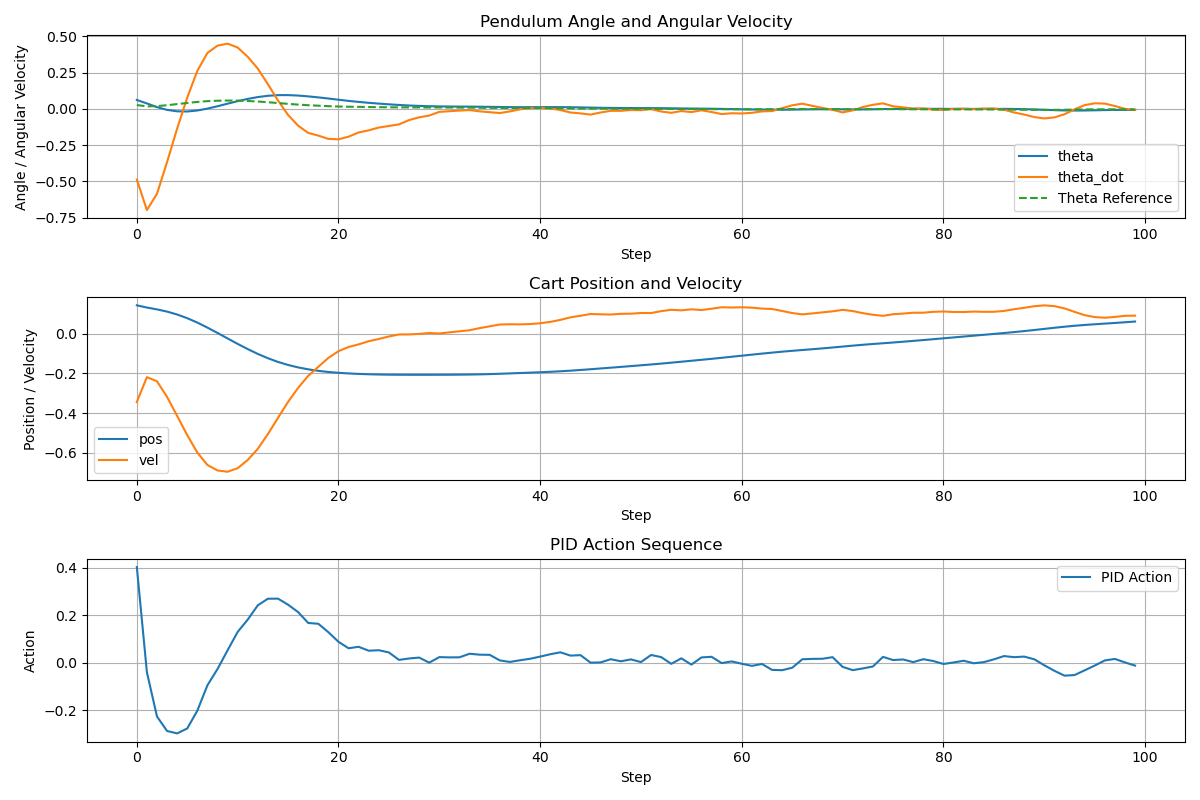 Pendulum Angle and Angular Velocity
Angle / Angular Velocity
0.50
0.25
0.00
−0.25
−0.50
−0.75
theta
theta_dot
Theta Reference
0 20 40 60 80 100
Step
Cart Position and Velocity
Position / Velocity
0.0
−0.2
−0.4
−0.6
pos
vel
0 20 40 60 80 100
Step
PID Action Sequence
Action
0.4
0.2
0.0
−0.2
PID Action
0 20 40 60 80 100
Step